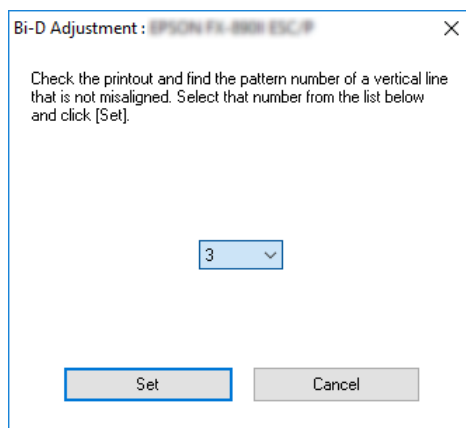 Bi-D Adjustment :
Check the printout and find the pattern number of a vertical line
that is not misaligned. Select that number from the list below
and click [Set].
3
Set
Cancel